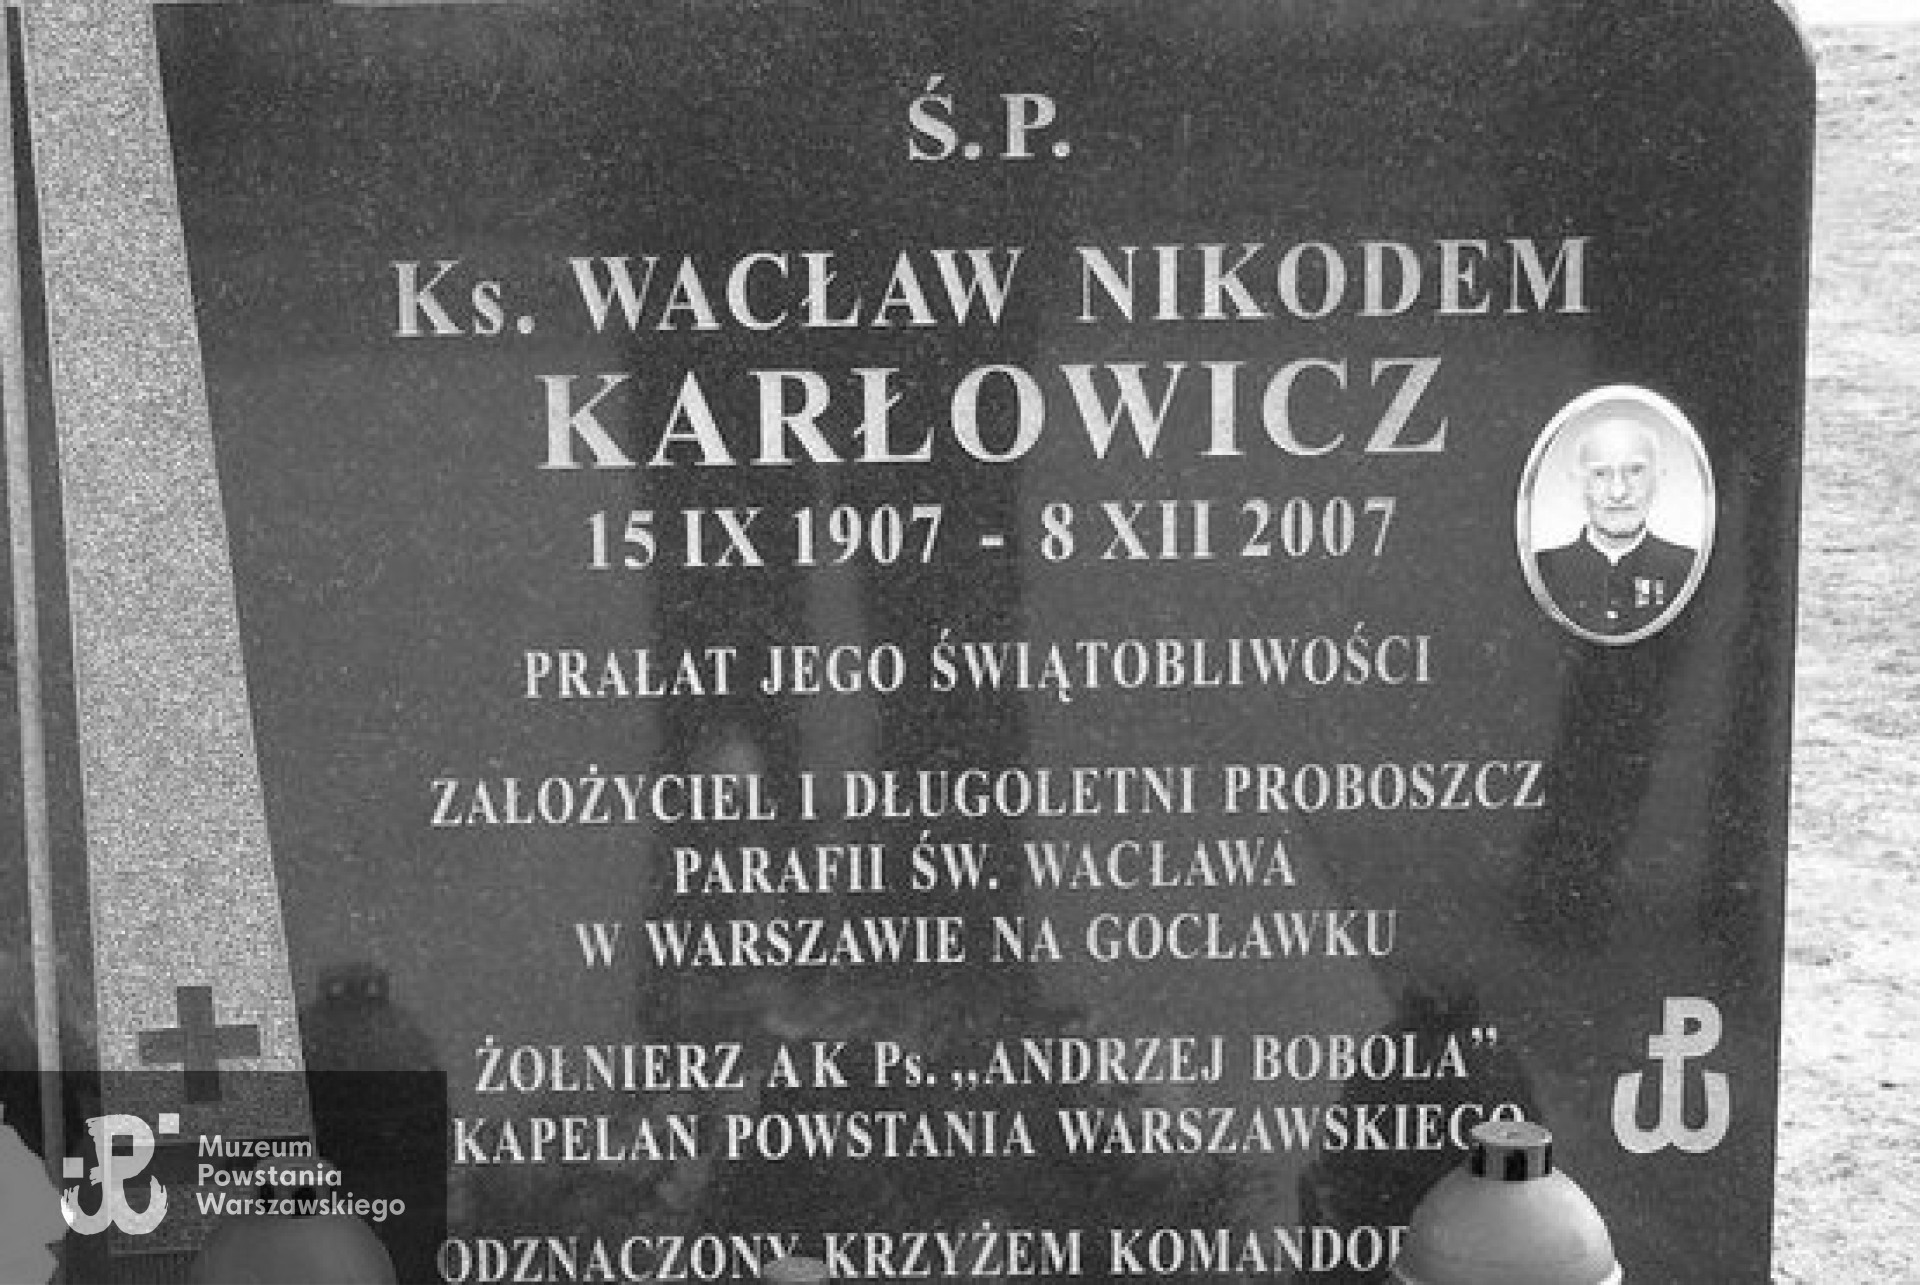 Ś.P.
Ks. WACŁAW NIKODEM
KARŁOWICZ
15 IX 1907 - 8 XII 2007
PRAŁAT JEGO ŚWIĄTOBLIWOŚCI
ZAŁOŻYCIEL I DŁUGOLETNI PROBOSZCZ
PARAFII ŚW. WACŁAWA
W WARSZAWIE NA GOCŁAWKU
ŻOŁNIERZ AK Ps. „ANDRZEJ BOBOLA”
KAPELAN POWSTANIA WARSZAWSKIEGO
ODZNACZONY KRZYŻEM
Muzeum
Powstania
Warszawskiego